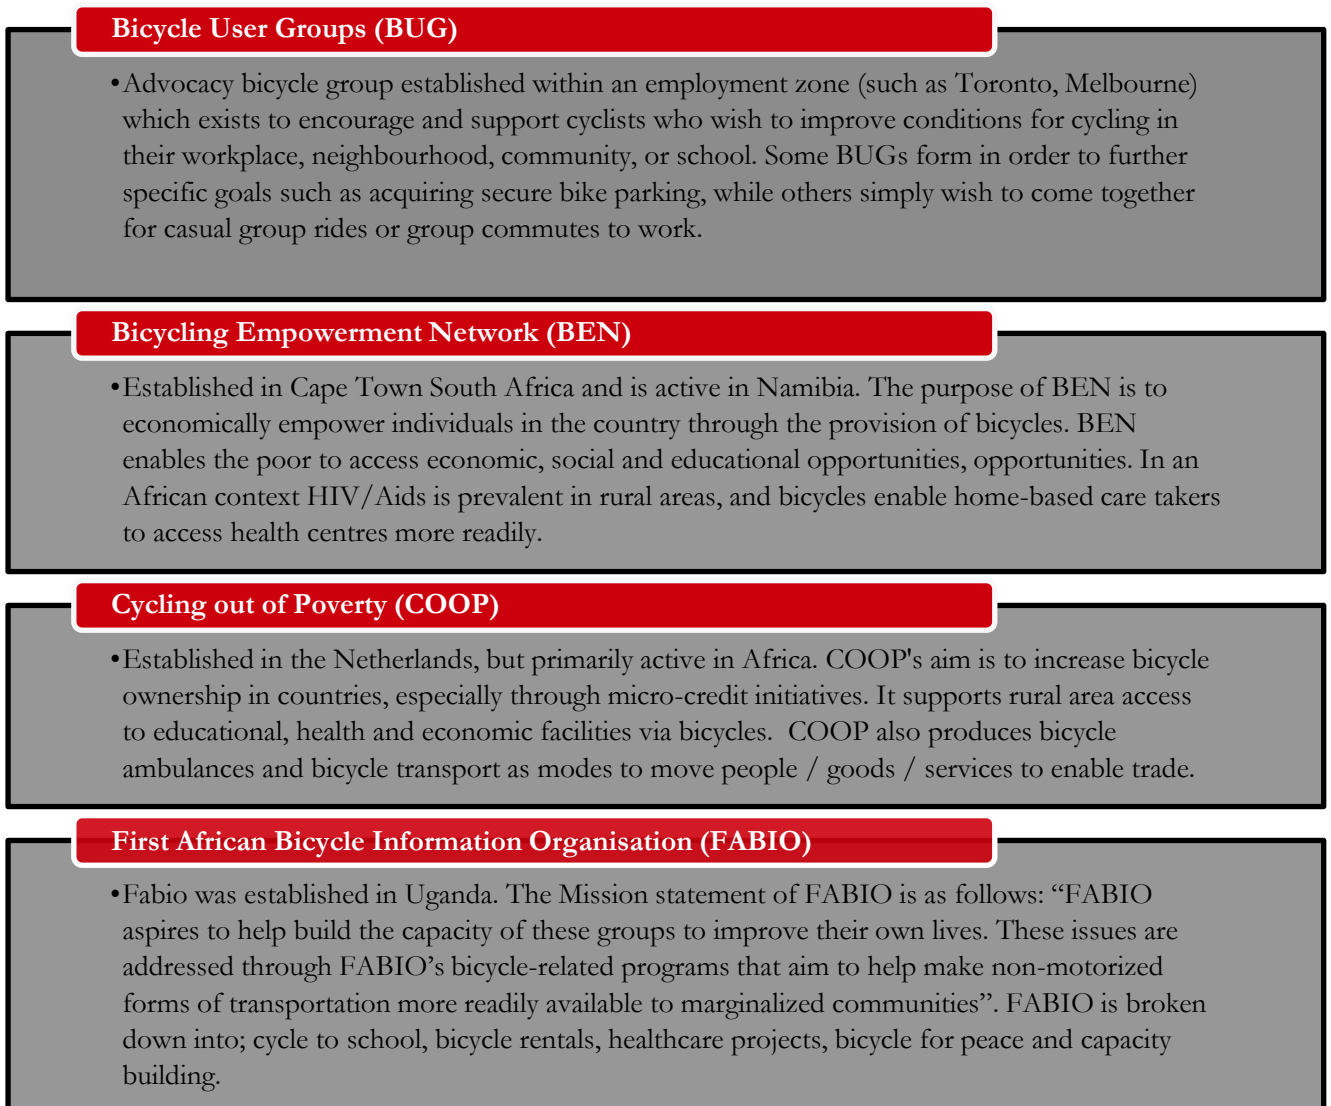 Bicycle User Groups (BUG)
•Advocacy bicycle group established within an employment zone (such as Toronto, Melbourne)
which exists to encourage and support cyclists who wish to improve conditions for cycling in
their workplace, neighbourhood, community, or school. Some BUGs form in order to further
specific goals such as acquiring secure bike parking, while others simply wish to come together
for casual group rides or group commutes to work.
Bicycling Empowerment Network (BEN)
•Established in Cape Town South Africa and is active in Namibia. The purpose of BEN is to
economically empower individuals in the country through the provision of bicycles. BEN
enables the poor to access economic, social and educational opportunities, opportunities. In an
African context HIV/Aids is prevalent in rural areas, and bicycles enable home-based care takers
to access health centres more readily.
Cycling out of Poverty (COOP)
•Established in the Netherlands, but primarily active in Africa. COOP's aim is to increase bicycle
ownership in countries, especially through micro-credit initiatives. It supports rural area access
to educational, health and economic facilities via bicycles.  COOP also produces bicycle
ambulances and bicycle transport as modes to move people / goods / services to enable trade.
First African Bicycle Information Organisation (FABIO)
•Fabio was established in Uganda. The Mission statement of FABIO is as follows: “FABIO
aspires to help build the capacity of these groups to improve their own lives. These issues are
addressed through FABIO’s bicycle-related programs that aim to help make non-motorized
forms of transportation more readily available to marginalized communities”. FABIO is broken
down into; cycle to school, bicycle rentals, healthcare projects, bicycle for peace and capacity
building.